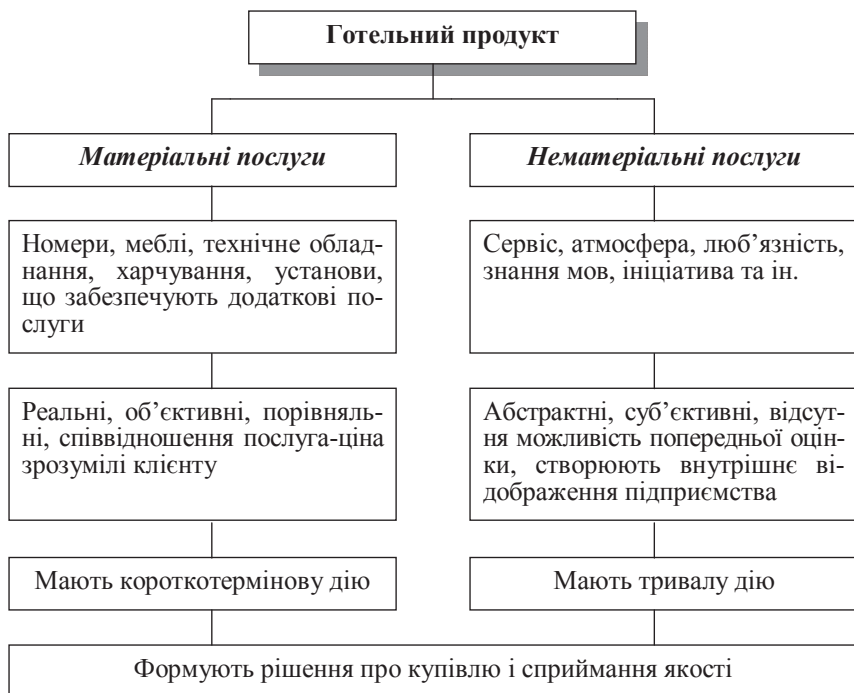 Готельний продукт
Матеріальні послуги
Номери, меблі, технічне облад-
нання, харчування, установи,
що забезпечують додаткові по-
слуги
Реальні, об’єктивні, порівняль-
ні, співвідношення послуга-ціна
зрозумілі клієнту
Мають короткотермінову дію
Нематеріальні послуги
Сервіс, атмосфера, люб’язність,
знання мов, ініціатива та ін.
Абстрактні, суб’єктивні, відсут-
ня можливість попередньої оцін-
ки, створюють внутрішнє ві-
дображення підприємства
Мають тривалу дію
Формують рішення про купівлю і сприймання якості